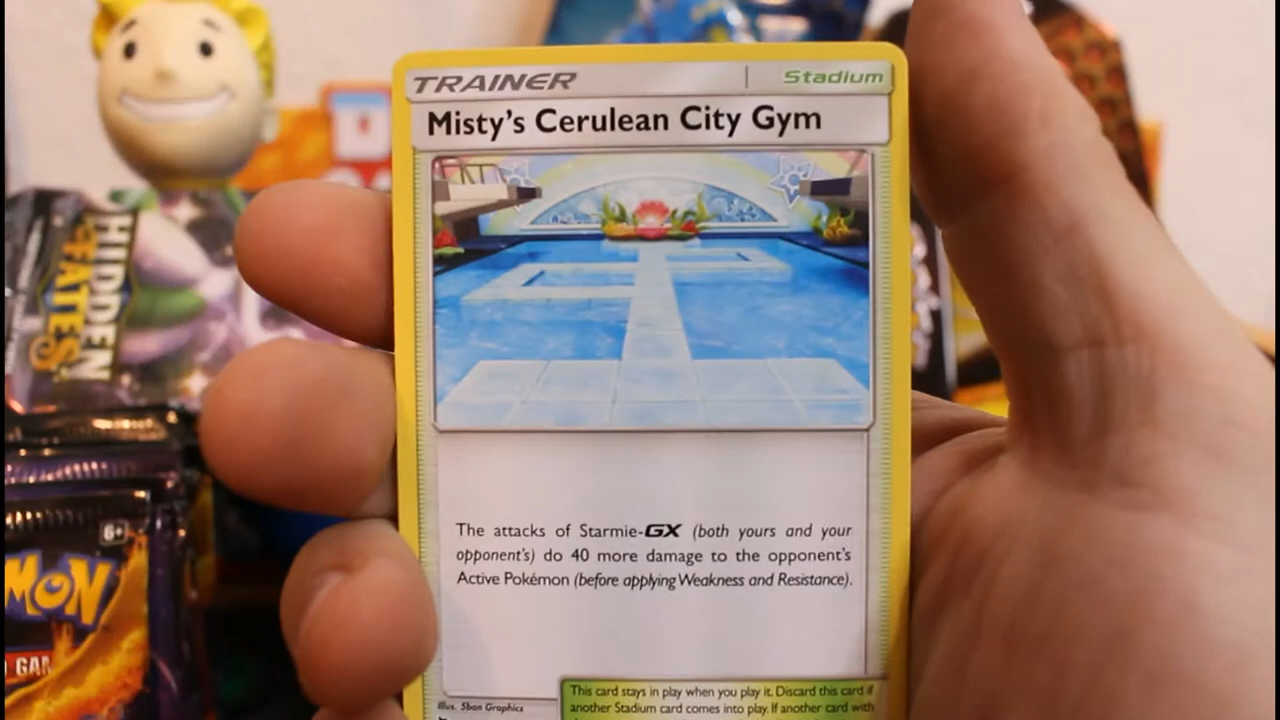 TRAINER
Stadium
Misty's Cerulean City Gym
The attacks of Starmie-GX (both yours and your
opponent's) do 40 more damage to the opponent's
Active Pokémon (before applying Weakness and Resistance).
This card stays in play when you play it. Discard this card if
another Stadium card comes into play. If another card with
Illus. 5ban Graphics
HIDDEN
FATES
6+
MON
GAM